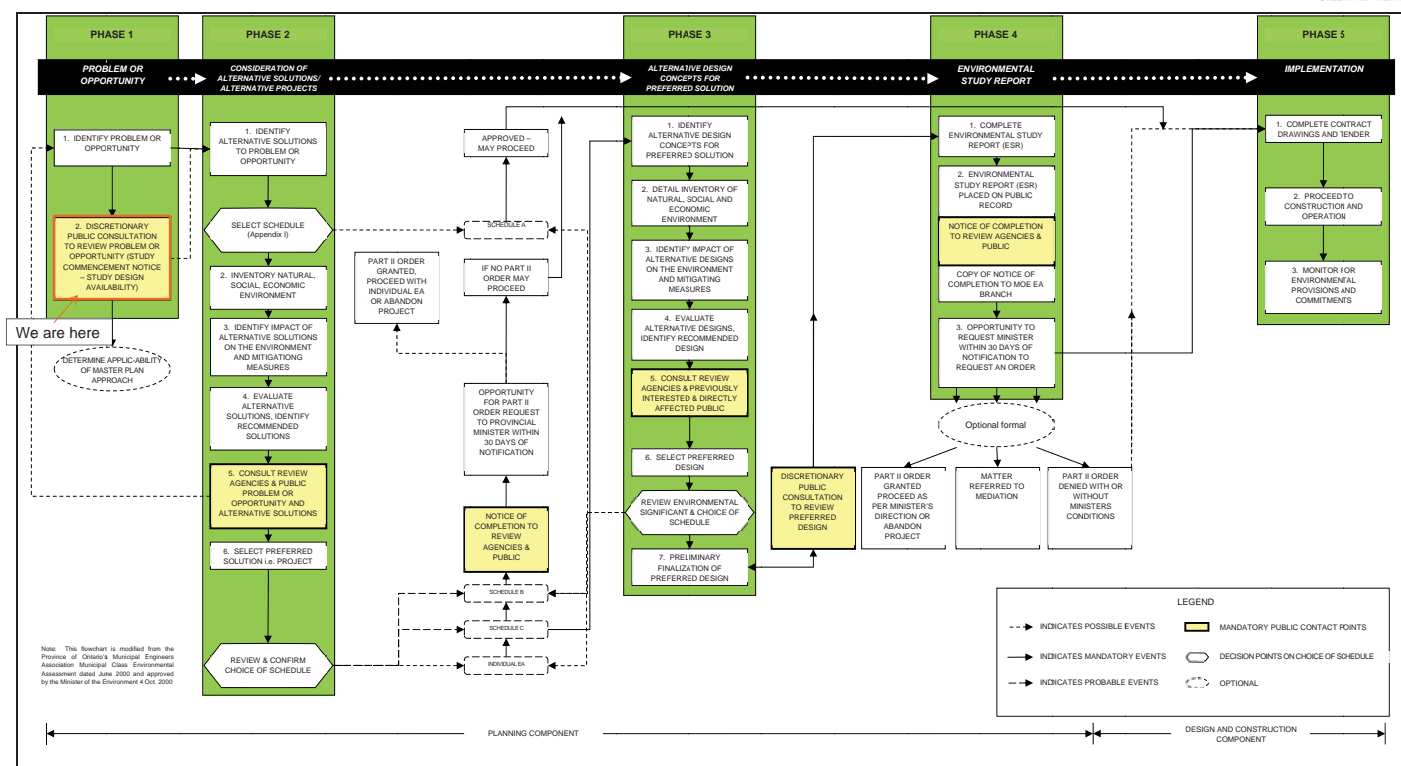 PHASE 1
PHASE 2
PHASE 3
PHASE 4
PHASE 5
PROBLEM OR
OPPORTUNITY
CONSIDERATION OF
ALTERNATIVE SOLUTIONS/
ALTERNATIVE PROJECTS
ALTERNATIVE DESIGN
CONCEPTS FOR
PREFERRED SOLUTION
ENVIRONMENTAL
STUDY REPORT
IMPLEMENTATION
1. IDENTIFY PROBLEM OR
OPPORTUNITY
2. DISCRETIONARY
PUBLIC CONSULTATION
TO REVIEW PROBLEM OR
OPPORTUNITY (STUDY
COMMENCEMENT NOTICE
– STUDY DESIGN
AVAILABILITY)
We are here
DETERMINE APPLIC-ABILITY
OF MASTER PLAN
APPROACH
1. IDENTIFY
ALTERNATIVE SOLUTIONS
TO PROBLEM OR
OPPORTUNITY
SELECT SCHEDULE
(Appendix I)
2. INVENTORY NATURAL,
SOCIAL, ECONOMIC
ENVIRONMENT
3. IDENTIFY IMPACT OF
ALTERNATIVE SOLUTIONS
ON THE ENVIRONMENT
AND MITIGATIONG
MEASURES
4. EVALUATE
ALTERNATIVE
SOLUTIONS, IDENTIFY
RECOMMENDED
SOLUTIONS
5. CONSULT REVIEW
AGENCIES & PUBLIC
PROBLEM OR
OPPORTUNITY AND
ALTERNATIVE SOLUTIONS
6. SELECT PREFERRED
SOLUTION i.e. PROJECT
REVIEW & CONFIRM
CHOICE OF SCHEDULE
APPROVED –
MAY PROCEED
SCHEDULE A
PART II ORDER
GRANTED,
PROCEED WITH
INDIVIDUAL EA
OR ABANDON
PROJECT
IF NO PART II
ORDER MAY
PROCEED
OPPORTUNITY
FOR PART II
ORDER REQUEST
TO PROVINCIAL
MINISTER WITHIN
30 DAYS OF
NOTIFICATION
NOTICE OF
COMPLETION TO
REVIEW
AGENCIES &
PUBLIC
SCHEDULE B
SCHEDULE C
INDIVIDUAL EA
1. IDENTIFY
ALTERNATIVE DESIGN
CONCEPTS FOR
PREFERRED SOLUTION
2. DETAIL INVENTORY OF
NATURAL, SOCIAL AND
ECONOMIC
ENVIRONMENT
3. IDENTIFY IMPACT OF
ALTERNATIVE DESIGNS
ON THE ENVIRONMENT
AND MITIGATING
MEASURES
4. EVALUATE
ALTERNATIVE DESIGNS,
IDENTIFY RECOMMENDED
DESIGN
5. CONSULT REVIEW
AGENCIES & PREVIOUSLY
INTERESTED & DIRECTLY
AFFECTED PUBLIC
6. SELECT PREFERRED
DESIGN
REVIEW ENVIRONMENTAL
SIGNIFICANT & CHOICE OF
SCHEDULE
7. PRELIMINARY
FINALIZATION OF
PREFERRED DESIGN
DISCRETIONARY
PUBLIC
CONSULTATION
TO REVIEW
PREFERRED
DESIGN
1. COMPLETE
ENVIRONMENTAL STUDY
REPORT (ESR)
2. ENVIRONMENTAL
STUDY REPORT (ESR)
PLACED ON PUBLIC
RECORD
NOTICE OF COMPLETION
TO REVIEW AGENCIES &
PUBLIC
COPY OF NOTICE OF
COMPLETION TO MOE EA
BRANCH
3. OPPORTUNITY TO
REQUEST MINISTER
WITHIN 30 DAYS OF
NOTIFICATION TO
REQUEST AN ORDER
Optional formal
PART II ORDER
GRANTED
PROCEED AS
PER MINISTER'S
DIRECTION OR
ABANDON
PROJECT
MATTER
REFERRED TO
MEDIATION
PART II ORDER
DENIED WITH OR
WITHOUT
MINISTERS
CONDITIONS
1. COMPLETE CONTRACT
DRAWINGS AND TENDER
2. PROCEED TO
CONSTRUCTION AND
OPERATION
3. MONITOR FOR
ENVIRONMENTAL
PROVISIONS AND
COMMITMENTS
Note: This flowchart is modified from the
Province of Ontario's Municipal Engineers
Association Municipal Class Environmental
Assessment dated June 2000 and approved
by the Minister of the Environment 4 Oct. 2000
LEGEND
INDICATES POSSIBLE EVENTS
MANDATORY PUBLIC CONTACT POINTS
INDICATES MANDATORY EVENTS
DECISION POINTS ON CHOICE OF SCHEDULE
INDICATES PROBABLE EVENTS
OPTIONAL
PLANNING COMPONENT
DESIGN AND CONSTRUCTION
COMPONENT